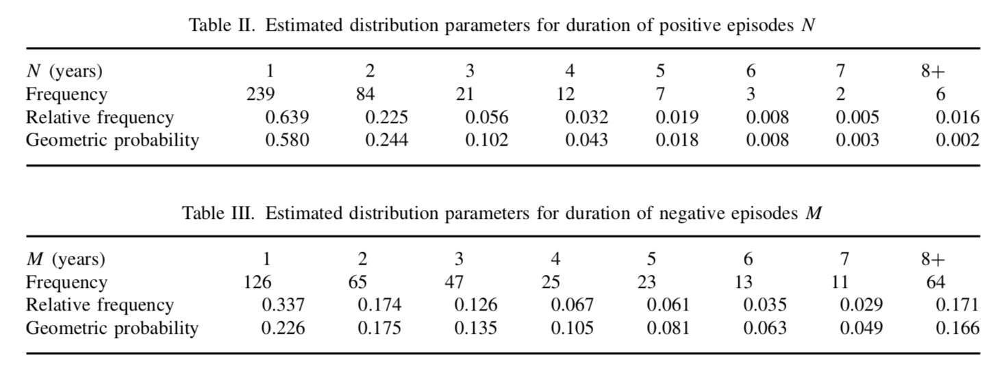 Table II. Estimated distribution parameters for duration of positive episodes N
N (years) 1 2 3 4 5 6 7 8+
Frequency 239 84 21 12 7 3 2 6
Relative frequency 0.639 0.225 0.056 0.032 0.019 0.008 0.005 0.016
Geometric probability 0.580 0.244 0.102 0.043 0.018 0.008 0.003 0.002
Table III. Estimated distribution parameters for duration of negative episodes M
M (years) 1 2 3 4 5 6 7 8+
Frequency 126 65 47 25 23 13 11 64
Relative frequency 0.337 0.174 0.126 0.067 0.061 0.035 0.029 0.171
Geometric probability 0.226 0.175 0.135 0.105 0.081 0.063 0.049 0.166